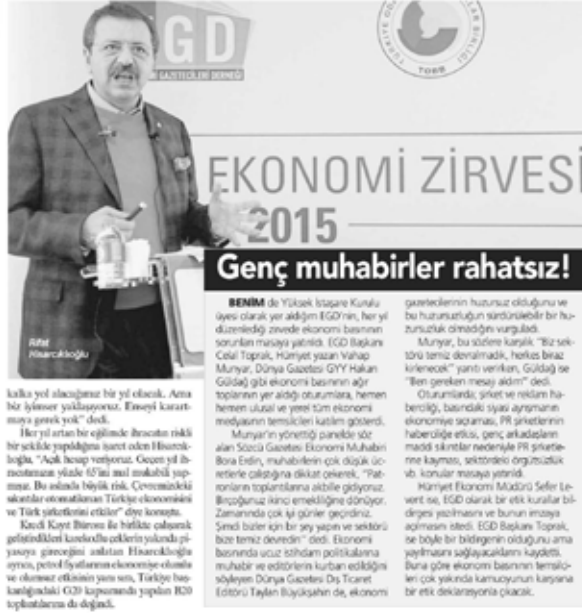 GD
GAZETECİLERİ DERNEĞİ
TOBB
EKONOMİ ZİRVESİ
2015
Genç muhabirler rahatsız!
Rifat
Hisarcıklıoğlu
kalka yol alacağımız bir yıl olacak. Ama
biz iyimser yaklaşıyoruz. Enseyi karart-
maya gerek yok” dedi.
Her yıl artan bir eğilimde ihracatın riskli
bir şekilde yapıldığına işaret eden Hisarcık-
lıoğlu, “Açık hesap veriyoruz. Geçen yıl ih-
racatımızın yüzde 65'ini mal mukabili yap-
mışız. Bu aslında büyük risk. Çevremizdeki
sıkıntılar otomatikman Türkiye ekonomisini
ve Türk şirketlerini etkiler” diye konuştu.
Kredi Kayıt Bürosu ile birlikte çalışarak
geliştirdikleri karekodlu çeklerin yakında pi-
yasaya gireceğini anlatan Hisarcıklıoğlu
ayrıca, petrol fiyatlarının ekonomiye olumlu
ve olumsuz etkisinin yanı sıra, Türkiye baş-
kanlığındaki G20 kapsamında yapılan B20
toplantılarına da değindi.
BENİM de Yüksek İstişare Kurulu
üyesi olarak yer aldığım EGD'nin, her yıl
düzenlediği zirvede ekonomi basınının
sorunları masaya yatırıldı. EGD Başkanı
Celal Toprak, Hürriyet yazarı Vahap
Munyar, Dünya Gazetesi GYY Hakan
Güldağ gibi ekonomi basınının ağır
toplarının yer aldığı oturumlara, hemen
hemen ulusal ve yerel tüm ekonomi
medyasının temsilcileri katılım gösterdi.
Munyar'ın yönettiği panelde söz
alan Sözcü Gazetesi Ekonomi Muhabiri
Bora Erdin, muhabirlerin çok düşük üc-
retlerle çalıştığına dikkat çekerek, “Pat-
ronların toplantılarına akbille gidiyoruz.
Birçoğunuz ikinci emekliliğine dönüyor.
Zamanında çok iyi günler geçirdiniz.
Şimdi bizler için bir şey yapın ve sektörü
bize temiz devredin” dedi. Ekonomi
basınında ucuz istihdam politikalarına
muhabir ve editörlerin kurban edildiğini
söyleyen Dünya Gazetesi Dış Ticaret
Editörü Taylan Büyükşahin de, ekonomi
gazetecilerinin huzursuz olduğunu ve
bu huzursuzluğun sürdürülebilir bir hu-
zursuzluk olmadığını vurguladı.
Munyar, bu sözlere karşılık “Biz sek-
törü temiz devralmadık, herkes biraz
kirlenecek” yanıtı verirken, Güldağ ise
“Ben gereken mesajı aldım” dedi.
Oturumlarda; şirket ve reklam ha-
berciliği, basındaki siyasi ayrışmanın
ekonomiye sıçraması, PR şirketlerinin
haberciliğe etkisi, genç arkadaşların
maddi sıkıntılar nedeniyle PR şirketle-
rine kayması, sektördeki örgütsüzlük
vb. konular masaya yatırıldı.
Hürriyet Ekonomi Müdürü Sefer Le-
vent ise, EGD olarak bir etik kurallar bil-
dirgesi yazılmasını ve bunun imzaya
açılmasını istedi. EGD Başkanı Toprak,
ise böyle bir bildirgenin olduğunu ama
yayılmasını sağlayacaklarını kaydetti.
Buna göre ekonomi basınının temsilci-
leri çok yakında kamuoyunun karşısına
bir etik deklarasyonla çıkacak.